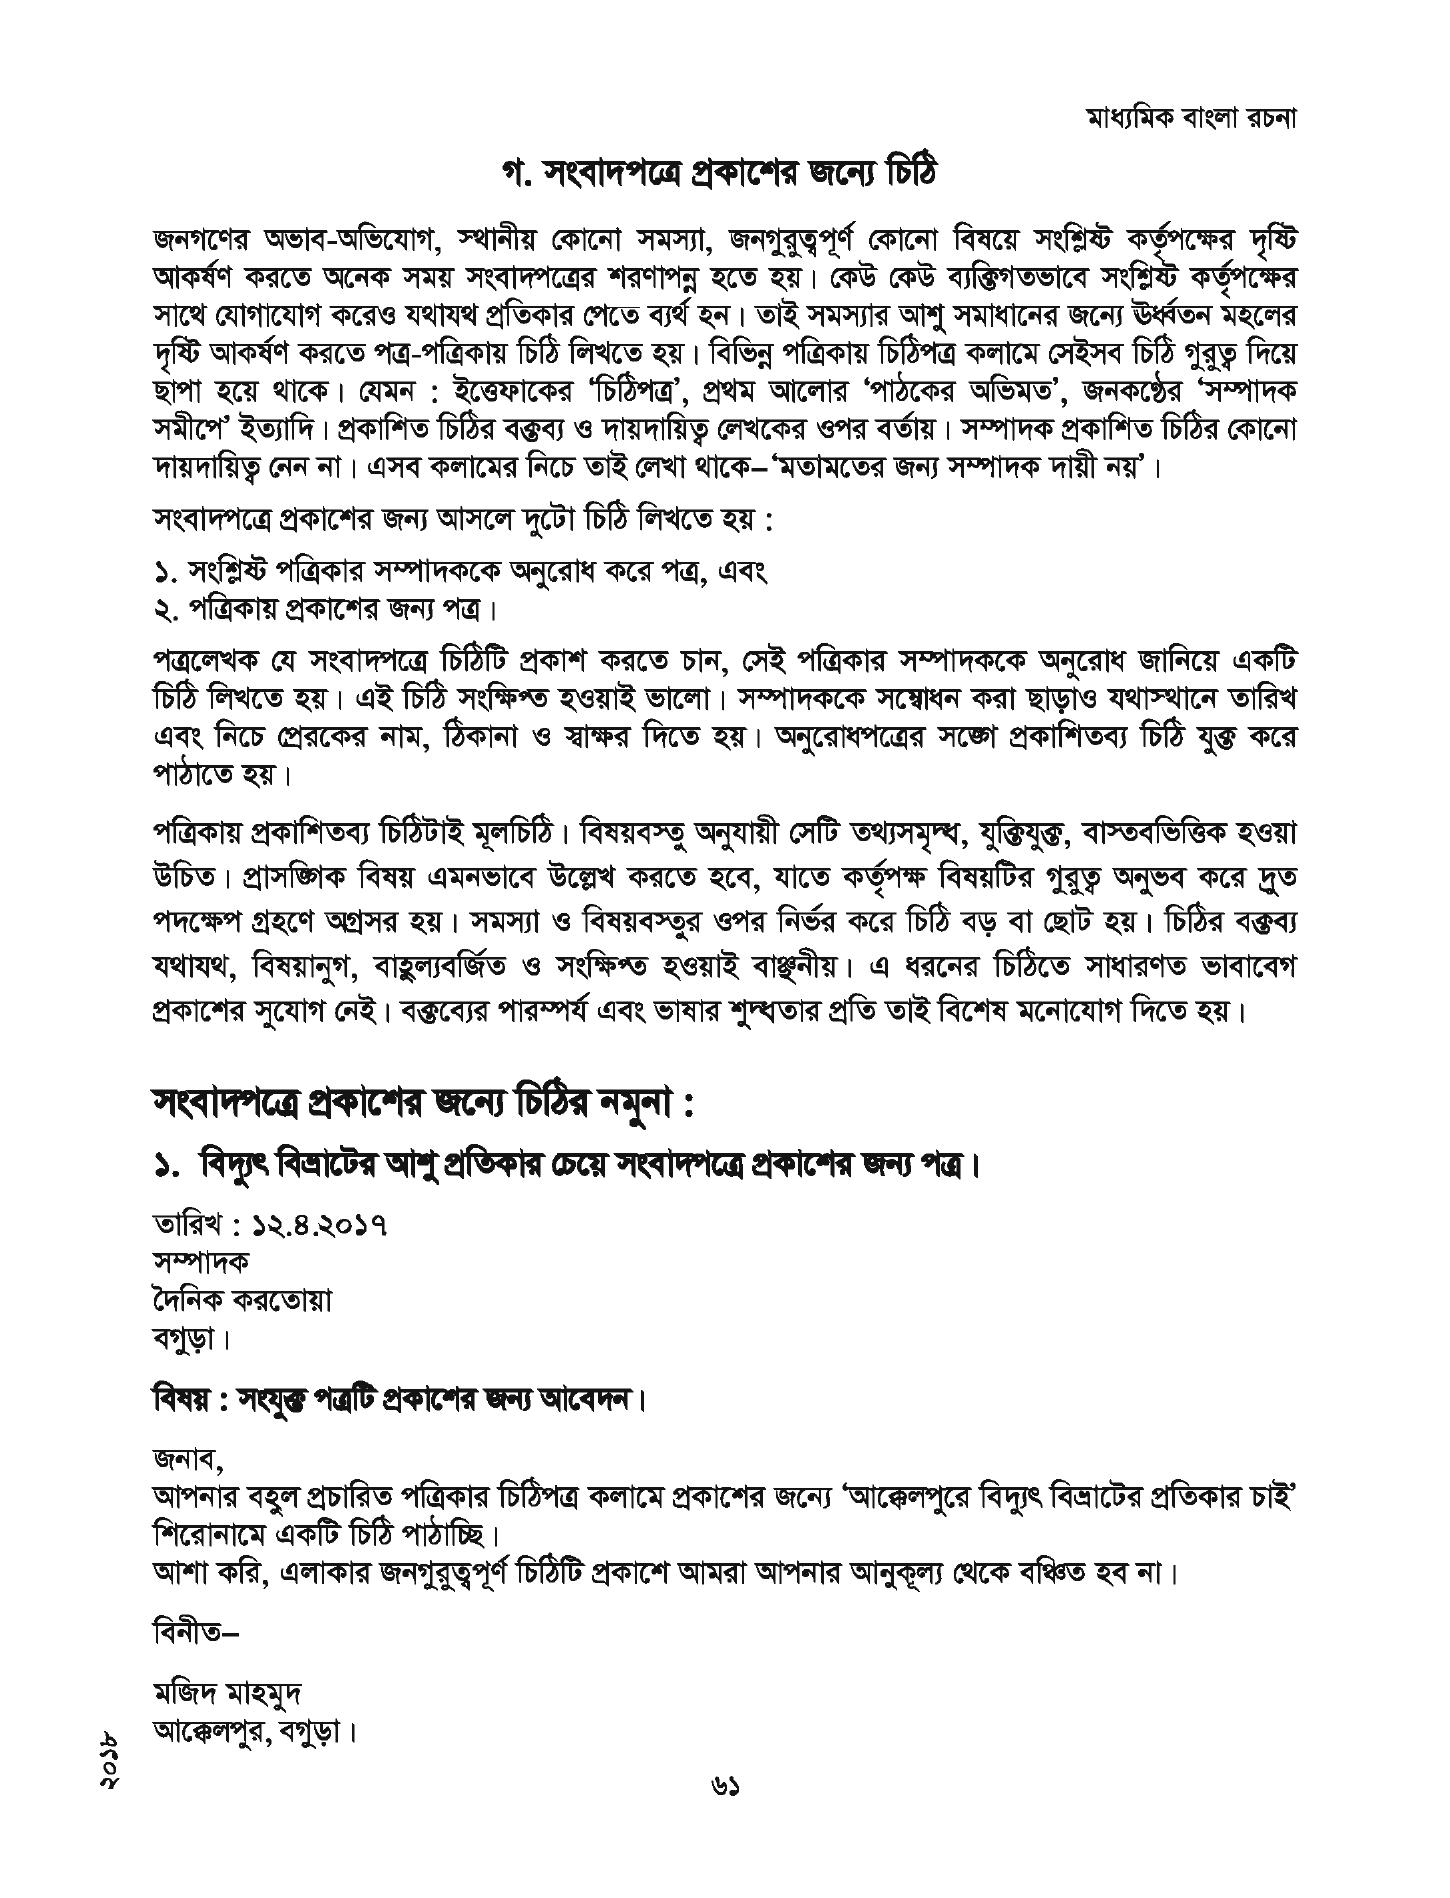 মাধ্যমিক বাংলা রচনা
গ. সংবাদপত্রে প্রকাশের জন্যে চিঠি
জনগণের অভাব-অভিযোগ, স্থানীয় কোনো সমস্যা, জনগুরুত্বপূর্ণ কোনো বিষয়ে সংশ্লিষ্ট কর্তৃপক্ষের দৃষ্টি
আকর্ষণ করতে অনেক সময় সংবাদপত্রের শরণাপন্ন হতে হয়। কেউ কেউ ব্যক্তিগতভাবে সংশ্লিষ্ট কর্তৃপক্ষের
সাথে যোগাযোগ করেও যথাযথ প্রতিকার পেতে ব্যর্থ হন। তাই সমস্যার আশু সমাধানের জন্যে ঊর্ধ্বতন মহলের
দৃষ্টি আকর্ষণ করতে পত্র-পত্রিকায় চিঠি লিখতে হয়। বিভিন্ন পত্রিকায় চিঠিপত্র কলামে সেইসব চিঠি গুরুত্ব দিয়ে
ছাপা হয়ে থাকে। যেমন : ইত্তেফাকের ‘চিঠিপত্র’, প্রথম আলোর ‘পাঠকের অভিমত’, জনকণ্ঠের ‘সম্পাদক
সমীপে’ ইত্যাদি। প্রকাশিত চিঠির বক্তব্য ও দায়দায়িত্ব লেখকের ওপর বর্তায়। সম্পাদক প্রকাশিত চিঠির কোনো
দায়দায়িত্ব নেন না। এসব কলামের নিচে তাই লেখা থাকে–‘মতামতের জন্য সম্পাদক দায়ী নয়’।
সংবাদপত্রে প্রকাশের জন্য আসলে দুটো চিঠি লিখতে হয় :
১. সংশ্লিষ্ট পত্রিকার সম্পাদককে অনুরোধ করে পত্র, এবং
২. পত্রিকায় প্রকাশের জন্য পত্র।
পত্রলেখক যে সংবাদপত্রে চিঠিটি প্রকাশ করতে চান, সেই পত্রিকার সম্পাদককে অনুরোধ জানিয়ে একটি
চিঠি লিখতে হয়। এই চিঠি সংক্ষিপ্ত হওয়াই ভালো। সম্পাদককে সম্বোধন করা ছাড়াও যথাস্থানে তারিখ
এবং নিচে প্রেরকের নাম, ঠিকানা ও স্বাক্ষর দিতে হয়। অনুরোধপত্রের সঙ্গে প্রকাশিতব্য চিঠি যুক্ত করে
পাঠাতে হয়।
পত্রিকায় প্রকাশিতব্য চিঠিটাই মূলচিঠি। বিষয়বস্তু অনুযায়ী সেটি তথ্যসমৃদ্ধ, যুক্তিযুক্ত, বাস্তবভিত্তিক হওয়া
উচিত। প্রাসঙ্গিক বিষয় এমনভাবে উল্লেখ করতে হবে, যাতে কর্তৃপক্ষ বিষয়টির গুরুত্ব অনুভব করে দ্রুত
পদক্ষেপ গ্রহণে অগ্রসর হয়। সমস্যা ও বিষয়বস্তুর ওপর নির্ভর করে চিঠি বড় বা ছোট হয়। চিঠির বক্তব্য
যথাযথ, বিষয়ানুগ, বাহুল্যবর্জিত ও সংক্ষিপ্ত হওয়াই বাঞ্ছনীয়। এ ধরনের চিঠিতে সাধারণত ভাবাবেগ
প্রকাশের সুযোগ নেই। বক্তব্যের পারম্পর্য এবং ভাষার শুদ্ধতার প্রতি তাই বিশেষ মনোযোগ দিতে হয়।
সংবাদপত্রে প্রকাশের জন্যে চিঠির নমুনা :
১. বিদ্যুৎ বিভ্রাটের আশু প্রতিকার চেয়ে সংবাদপত্রে প্রকাশের জন্য পত্র।
তারিখ : ১২.৪.২০১৭
সম্পাদক
দৈনিক করতোয়া
বগুড়া।
বিষয় : সংযুক্ত পত্রটি প্রকাশের জন্য আবেদন।
জনাব,
আপনার বহুল প্রচারিত পত্রিকার চিঠিপত্র কলামে প্রকাশের জন্যে ‘আক্কেলপুরে বিদ্যুৎ বিভ্রাটের প্রতিকার চাই’
শিরোনামে একটি চিঠি পাঠাচ্ছি।
আশা করি, এলাকার জনগুরুত্বপূর্ণ চিঠিটি প্রকাশে আমরা আপনার আনুকূল্য থেকে বঞ্চিত হব না।
বিনীত–
মজিদ মাহমুদ
আক্কেলপুর, বগুড়া।
২০১৮
৬১